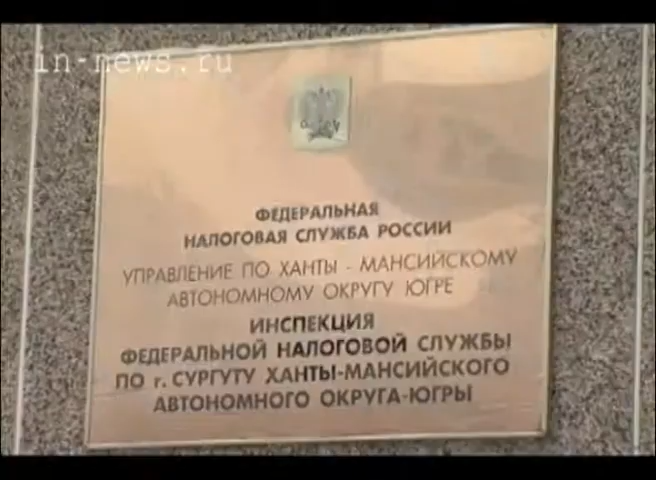 in-news.ru
ФЕДЕРАЛЬНАЯ
НАЛОГОВАЯ СЛУЖБА РОССИИ
УПРАВЛЕНИЕ ПО ХАНТЫ - МАНСИЙСКОМУ
АВТОНОМНОМУ ОКРУГУ ЮГРЕ
ИНСПЕКЦИЯ
ФЕДЕРАЛЬНОЙ НАЛОГОВОЙ СЛУЖБЫ
ПО г. СУРГУТУ ХАНТЫ-МАНСИЙСКОГО
АВТОНОМНОГО ОКРУГА-ЮГРЫ